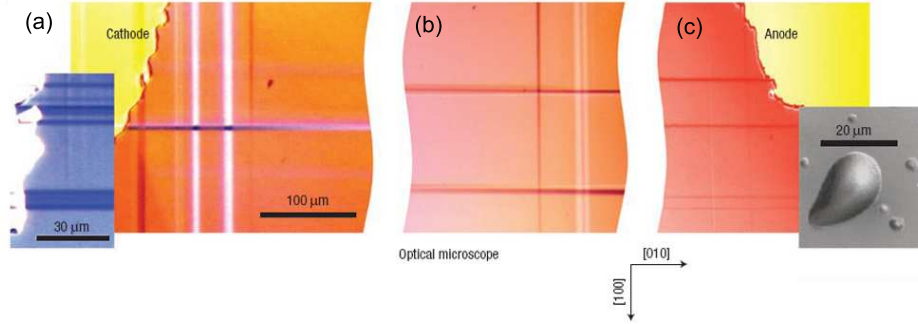 (a)
Cathode
30 µm
100 µm
(b)
(c)
Anode
20 µm
Optical microscope
[010]
[100]